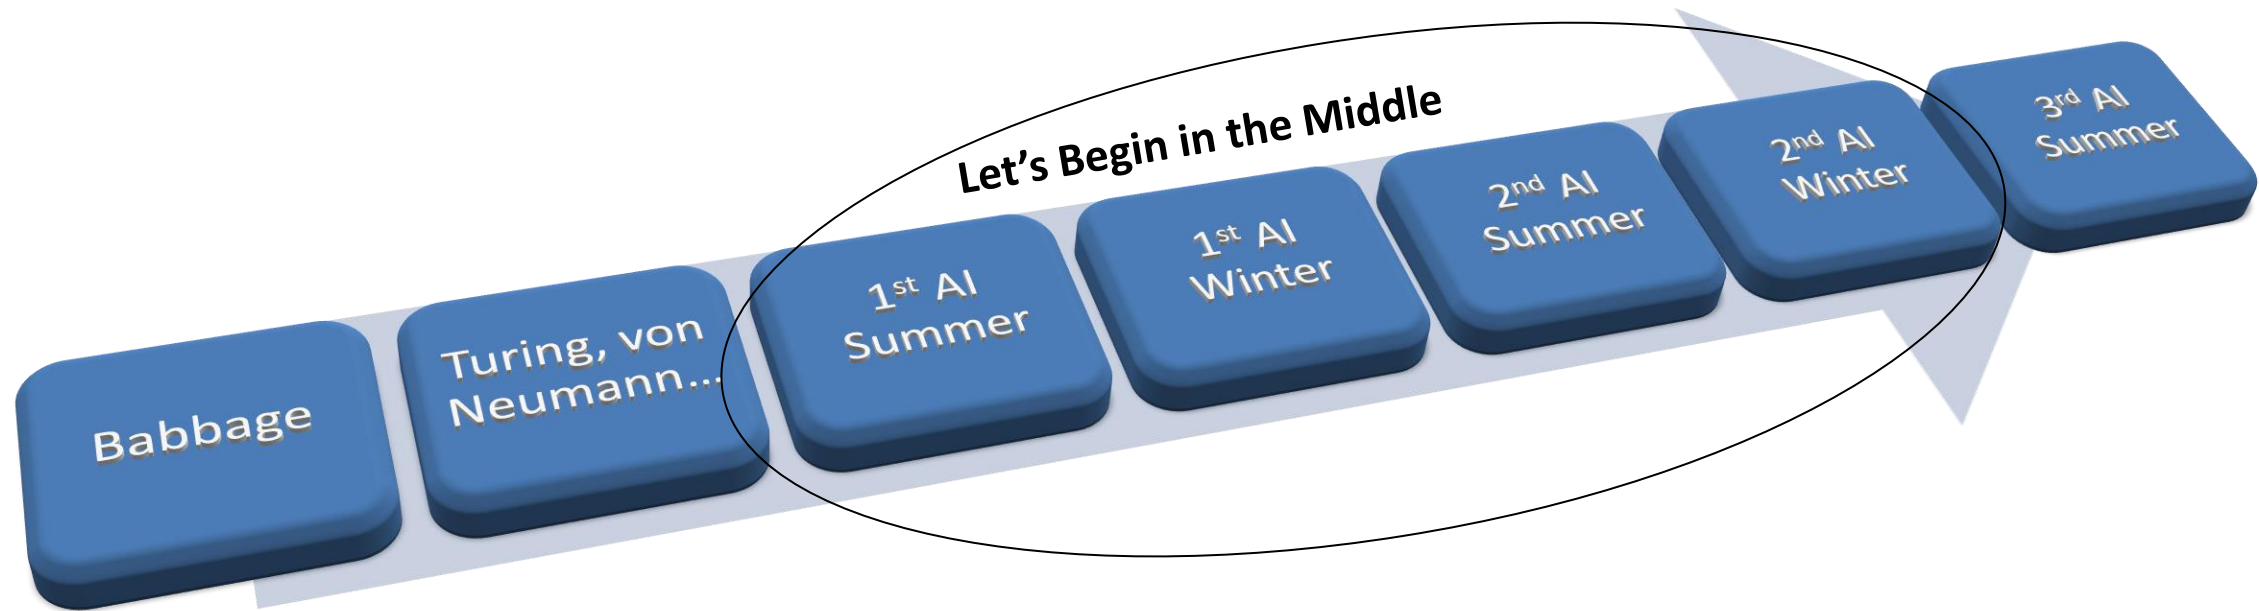 Let’s Begin in the Middle
Babbage
Turing, von
Neumann...
1st AI
Summer
1st AI
Winter
2nd AI
Summer
2nd AI
Winter
3rd AI
Summer